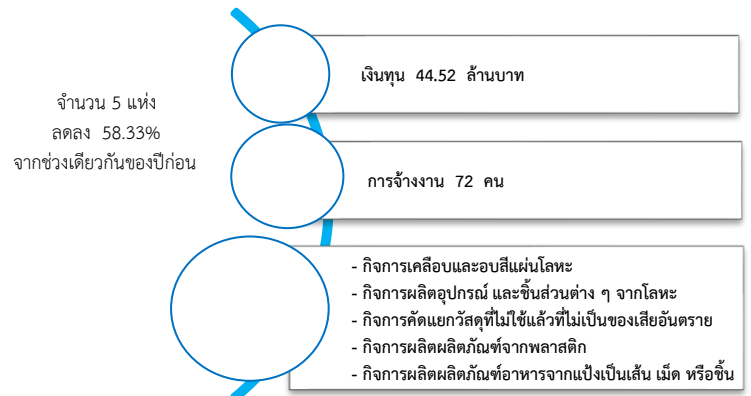 จำนวน 5 แห่ง
ลดลง 58.33%
จากช่วงเดียวกันของปีก่อน
เงินทุน 44.52 ล้านบาท
การจ้างงาน 72 คน
- กิจการเคลือบและอบสีแผ่นโลหะ
- กิจการผลิตอุปกรณ์ และชิ้นส่วนต่าง ๆ จากโลหะ
- กิจการคัดแยกวัสดุที่ไม่ใช้แล้วที่ไม่เป็นของเสียอันตราย
- กิจการผลิตผลิตภัณฑ์จากพลาสติก
- กิจการผลิตผลิตภัณฑ์อาหารจากแป้งเป็นเส้น เม็ด หรือชิ้น